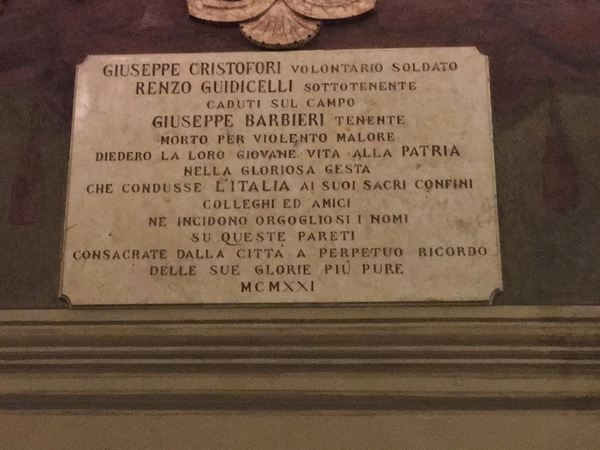 GIUSEPPE CRISTOFORI VOLONTARIO SOLDATO
RENZO GUIDICELLI SOTTOTENENTE
CADUTI SUL CAMPO
GIUSEPPE BARBIERI TENENTE
MORTO PER VIOLENTO MALORE
DIEDERO LA LORO GIOVANE VITA ALLA PATRIA
NELLA GLORIOSA GESTA
CHE CONDUSSE L'ITALIA AI SUOI SACRI CONFINI
COLLEGHI ED AMICI
NE INCIDONO ORGOGLIOSI I NOMI
SU QUESTE PARETI
CONSACRATE DALLA CITTÀ A PERPETUO RICORDO
DELLE SUE GLORIE PIÙ PURE
MCMXXI